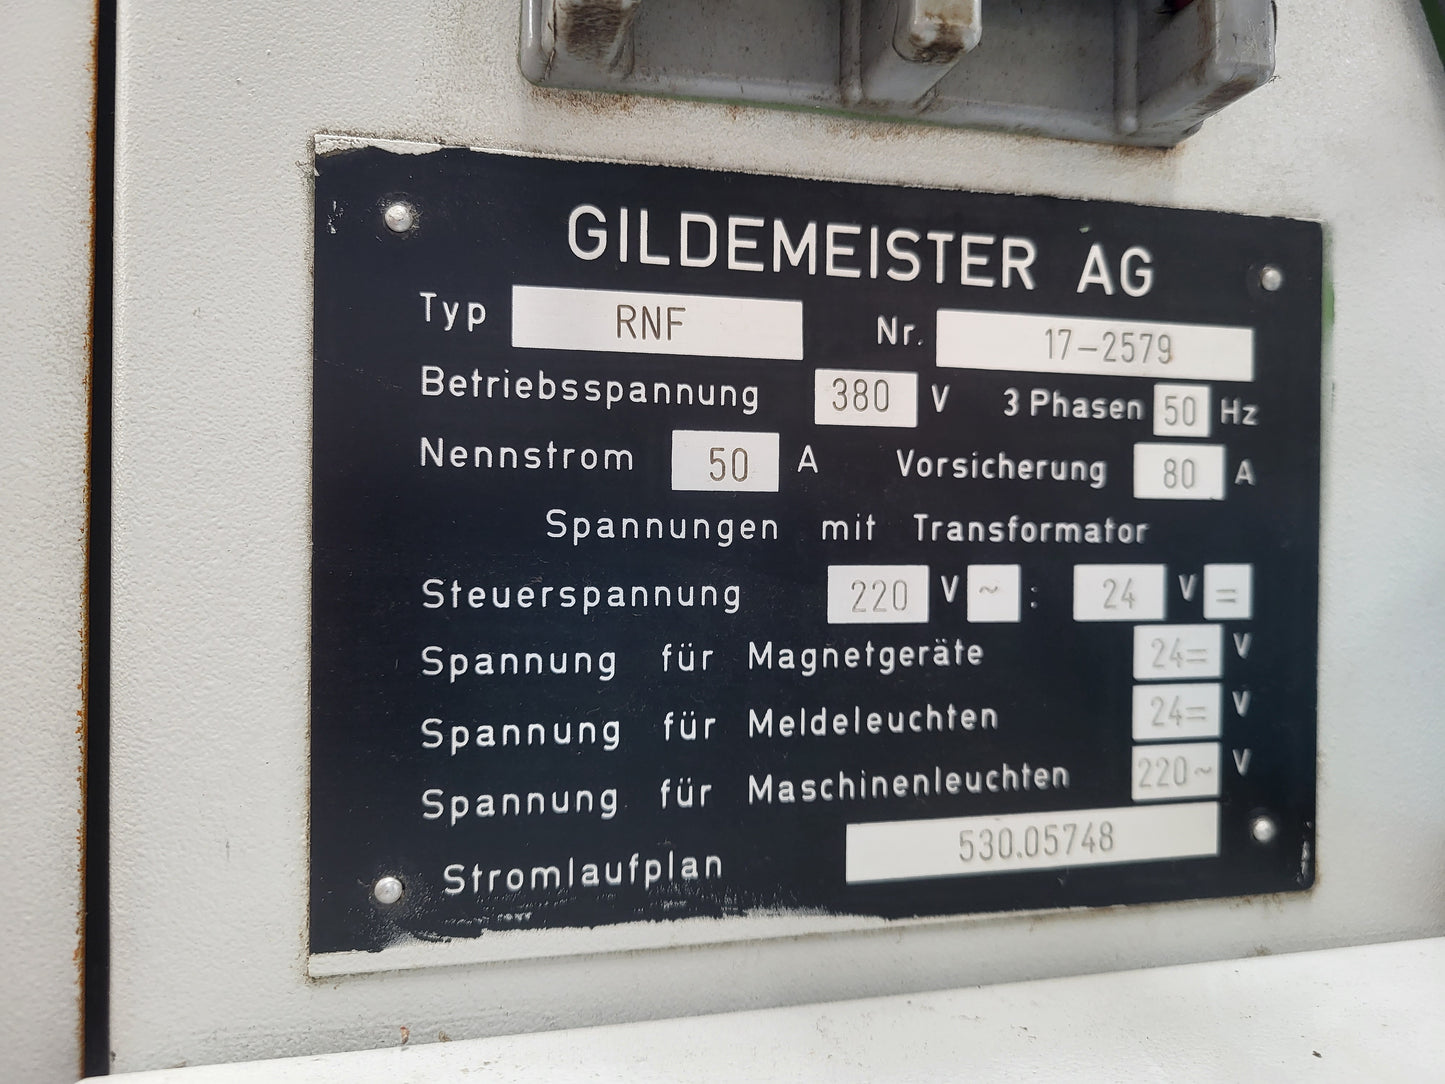 GILDEMEISTER AG
Typ RNF Nr. 17-2579
Betriebsspannung 380 V 3 Phasen 50 Hz
Nennstrom 50 A Vorsicherung 80 A
Spannungen mit Transformator
Steuerspannung 220 V ~ : 24 V =
Spannung für Magnetgeräte 24= V
Spannung für Meldeleuchten 24= V
Spannung für Maschinenleuchten 220~ V
Stromlaufplan 530.05748